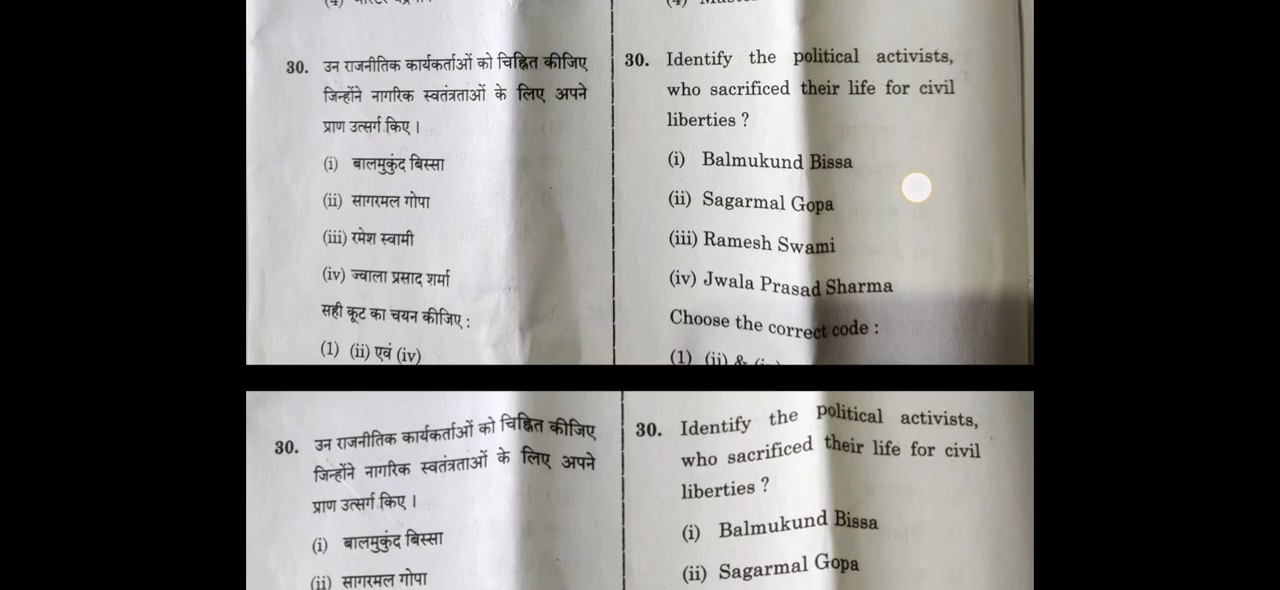 30. उन राजनीतिक कार्यकर्ताओं को चिह्नित कीजिए
जिन्होंने नागरिक स्वतंत्रताओं के लिए अपने
प्राण उत्सर्ग किए ।
(i) बालमुकुंद बिस्सा
(ii) सागरमल गोपा
(iii) रमेश स्वामी
(iv) ज्वाला प्रसाद शर्मा
सही कूट का चयन कीजिए :
(1) (ii) एवं (iv)
30. Identify the political activists,
who sacrificed their life for civil
liberties ?
(i) Balmukund Bissa
(ii) Sagarmal Gopa
(iii) Ramesh Swami
(iv) Jwala Prasad Sharma
Choose the correct code :
(1) (ii) &
30. उन राजनीतिक कार्यकर्ताओं को चिह्नित कीजिए
जिन्होंने नागरिक स्वतंत्रताओं के लिए अपने
प्राण उत्सर्ग किए ।
(i) बालमुकुंद बिस्सा
(ii) सागरमल गोपा
30. Identify the political activists,
who sacrificed their life for civil
liberties ?
(i) Balmukund Bissa
(ii) Sagarmal Gopa